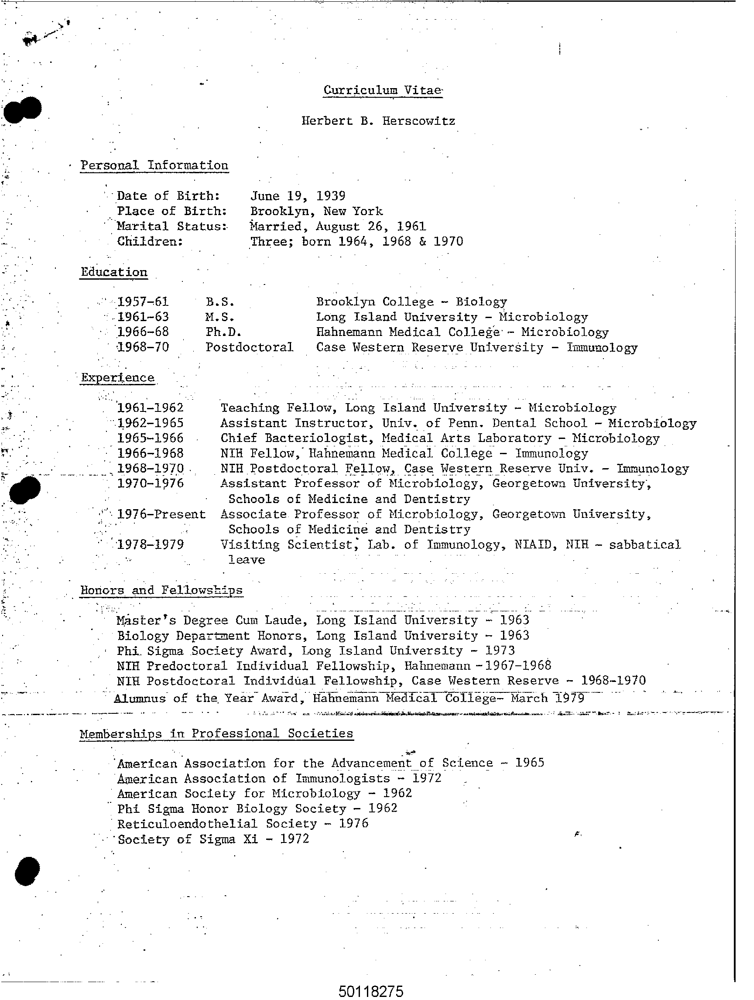 Curriculum Vitae
Herbert B. Herscowitz
Personal Information
Date of Birth: June 19, 1939
Place of Birth: Brooklyn, New York
Marital Status: Married, August 26, 1961
Children: Three; born 1964, 1968 & 1970
Education
1957-61 B.S. Brooklyn College - Biology
1961-63 M.S. Long Island University - Microbiology
1966-68 Ph.D. Hahnemann Medical College - Microbiology
1968-70 Postdoctoral Case Western Reserve University - Immunology
Experience
1961-1962 Teaching Fellow, Long Island University - Microbiology
1962-1965 Assistant Instructor, Univ. of Penn. Dental School - Microbiology
1965-1966 Chief Bacteriologist, Medical Arts Laboratory - Microbiology
1966-1968 NIH Fellow, Hahnemann Medical College - Immunology
1968-1970 NIH Postdoctoral Fellow, Case Western Reserve Univ. - Immunology
1970-1976 Assistant Professor of Microbiology, Georgetown University,
Schools of Medicine and Dentistry
1976-Present Associate Professor of Microbiology, Georgetown University,
Schools of Medicine and Dentistry
1978-1979 Visiting Scientist, Lab. of Immunology, NIAID, NIH - sabbatical
leave
Honors and Fellowships
Master's Degree Cum Laude, Long Island University - 1963
Biology Department Honors, Long Island University - 1963
Phi Sigma Society Award, Long Island University - 1973
NIH Predoctoral Individual Fellowship, Hahnemann - 1967-1968
NIH Postdoctoral Individual Fellowship, Case Western Reserve - 1968-1970
Alumnus of the Year Award, Hahnemann Medical College- March 1979
Memberships in Professional Societies
American Association for the Advancement of Science - 1965
American Association of Immunologists - 1972
American Society for Microbiology - 1962
Phi Sigma Honor Biology Society - 1962
Reticuloendothelial Society - 1976
Society of Sigma Xi - 1972
50118275